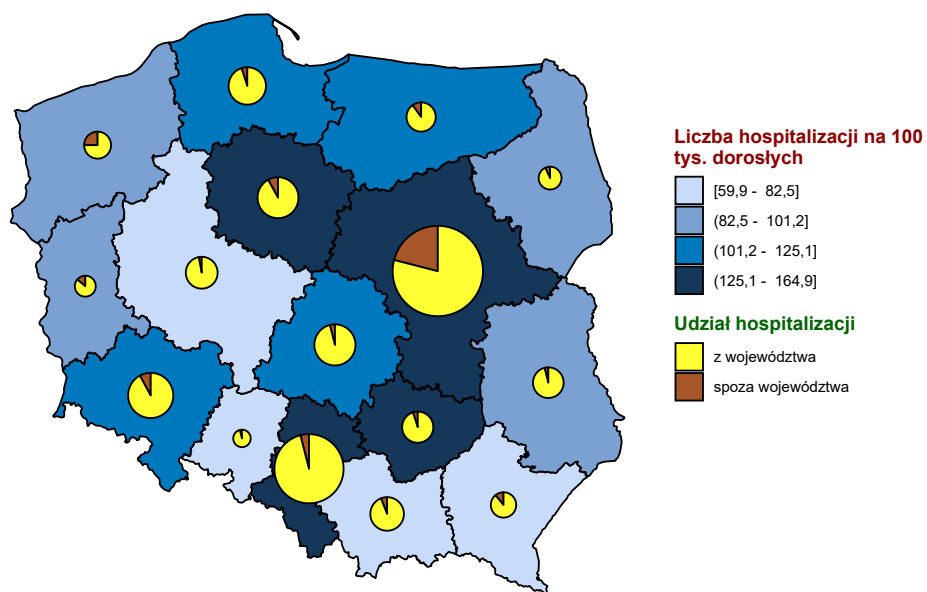 Liczba hospitalizacji na 100
tys. dorosłych
[59,9 - 82,5]
(82,5 - 101,2]
(101,2 - 125,1]
(125,1 - 164,9]
Udział hospitalizacji
z województwa
spoza województwa